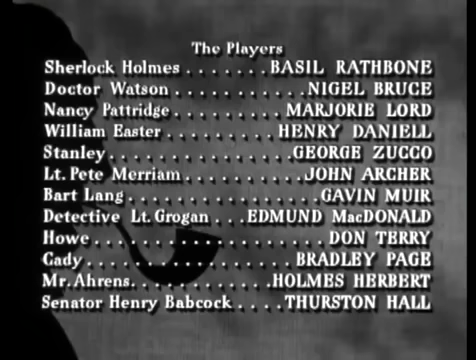 The Players
Sherlock Holmes . . . . . . . BASIL RATHBONE
Doctor Watson . . . . . . . . . . . NIGEL BRUCE
Nancy Pattridge . . . . . . . . . MARJORIE LORD
William Easter . . . . . . . . . HENRY DANIELL
Stanley . . . . . . . . . . . . . . . GEORGE ZUCCO
Lt. Pete Merriam . . . . . . . . . . JOHN ARCHER
Bart Lang . . . . . . . . . . . . . . . . GAVIN MUIR
Detective Lt. Grogan . . . EDMUND MacDONALD
Howe . . . . . . . . . . . . . . . . . . DON TERRY
Cady . . . . . . . . . . . . . . . . BRADLEY PAGE
Mr. Ahrens. . . . . . . . . . . HOLMES HERBERT
Senator Henry Babcock . . . . THURSTON HALL